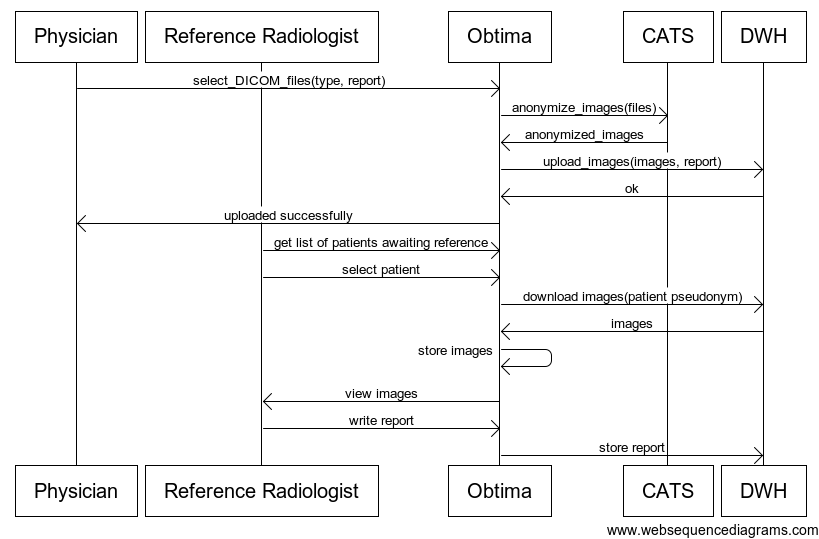 Physician Reference Radiologist Obtima CATS DWH
select_DICOM_files(type, report)
anonymize_images(files)
anonymized_images
upload_images(images, report)
ok
uploaded successfully
get list of patients awaiting reference
select patient
download images(patient pseudonym)
images
store images
view images
write report
store report
Physician Reference Radiologist Obtima CATS DWH
www.websequencediagrams.com